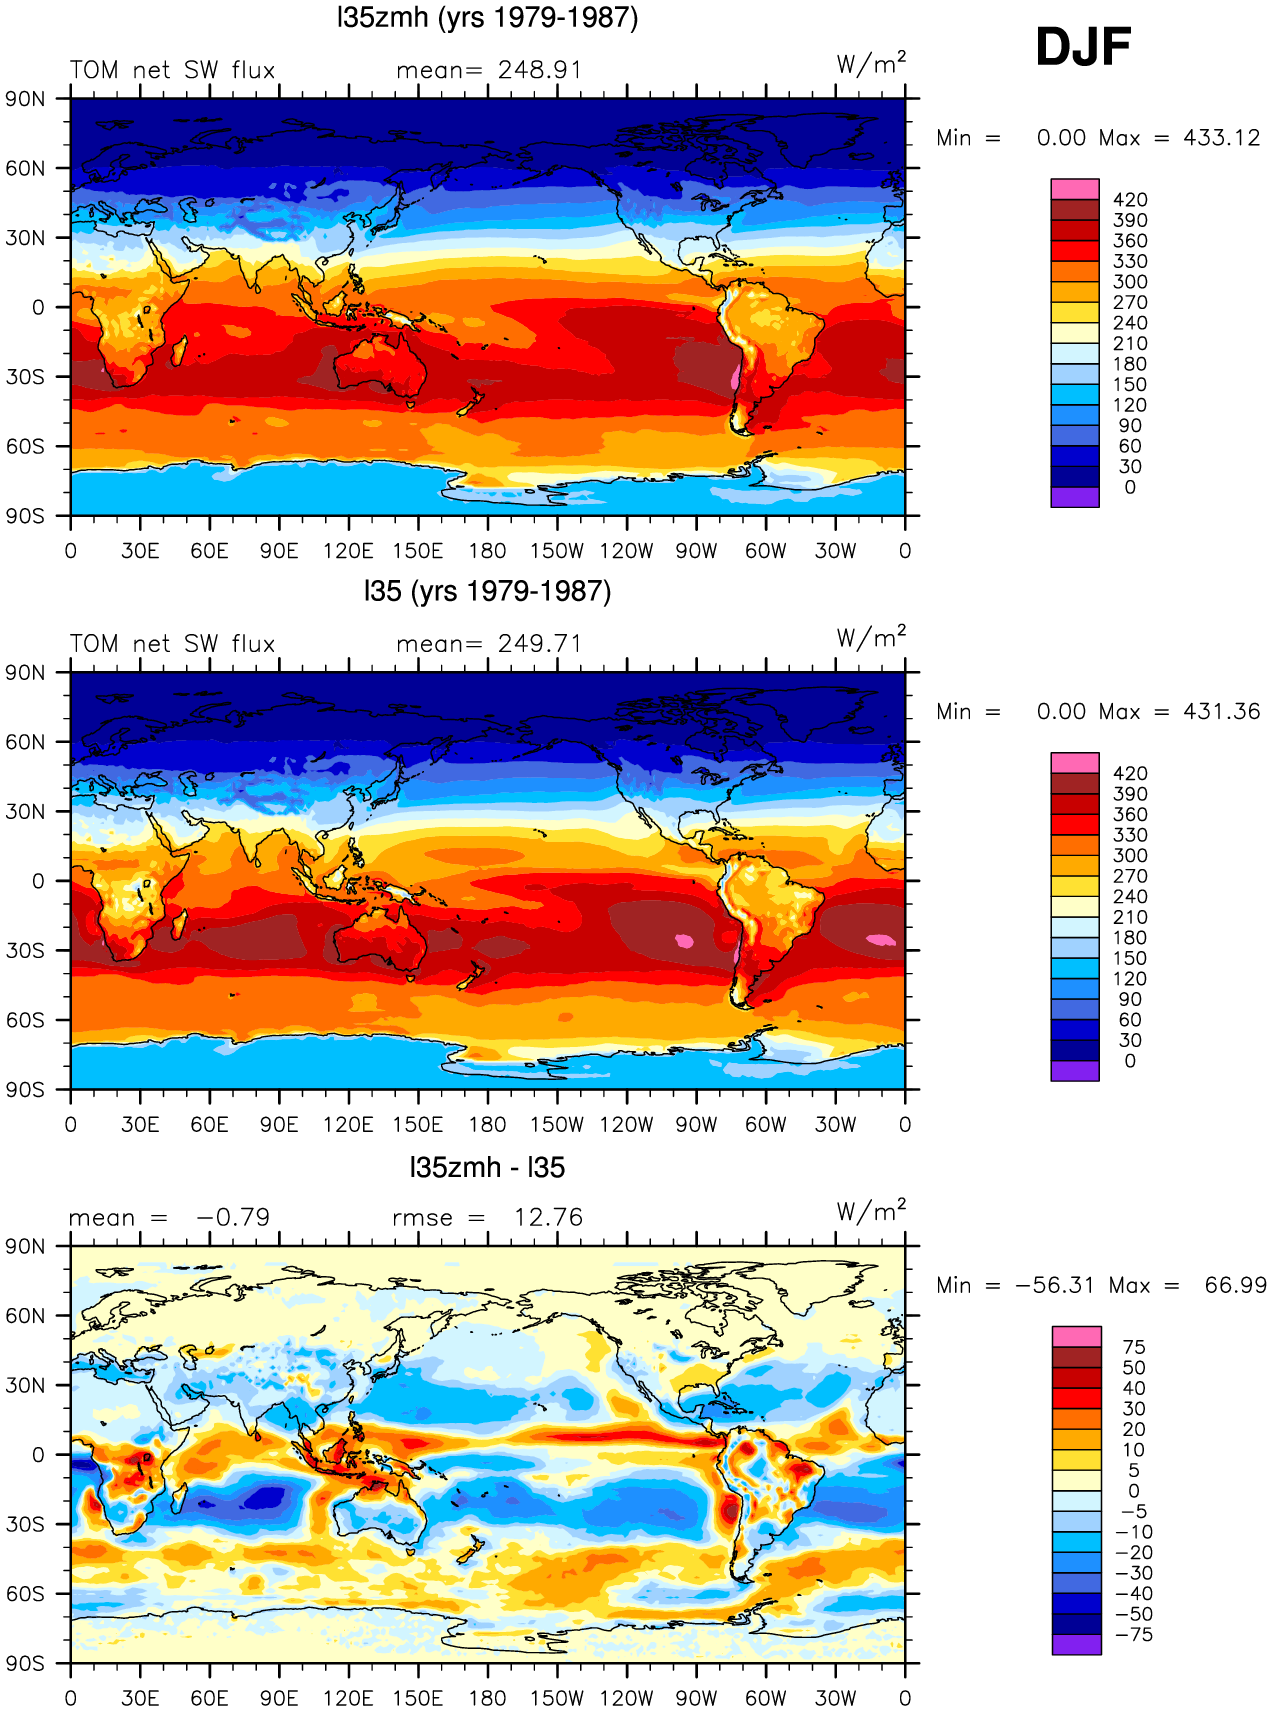 l35zmh (yrs 1979-1987)
DJF
TOM net SW flux mean= 248.91 W/m²
Min = 0.00 Max = 433.12
90N
60N
30N
0
30S
60S
90S
0 30E 60E 90E 120E 150E 180 150W 120W 90W 60W 30W 0
420
390
360
330
300
270
240
210
180
150
120
90
60
30
0
l35 (yrs 1979-1987)
TOM net SW flux mean= 249.71 W/m²
Min = 0.00 Max = 431.36
90N
60N
30N
0
30S
60S
90S
0 30E 60E 90E 120E 150E 180 150W 120W 90W 60W 30W 0
420
390
360
330
300
270
240
210
180
150
120
90
60
30
0
l35zmh - l35
mean = −0.79 rmse = 12.76 W/m²
Min = −56.31 Max = 66.99
90N
60N
30N
0
30S
60S
90S
0 30E 60E 90E 120E 150E 180 150W 120W 90W 60W 30W 0
75
50
40
30
20
10
5
0
−5
−10
−20
−30
−40
−50
−75